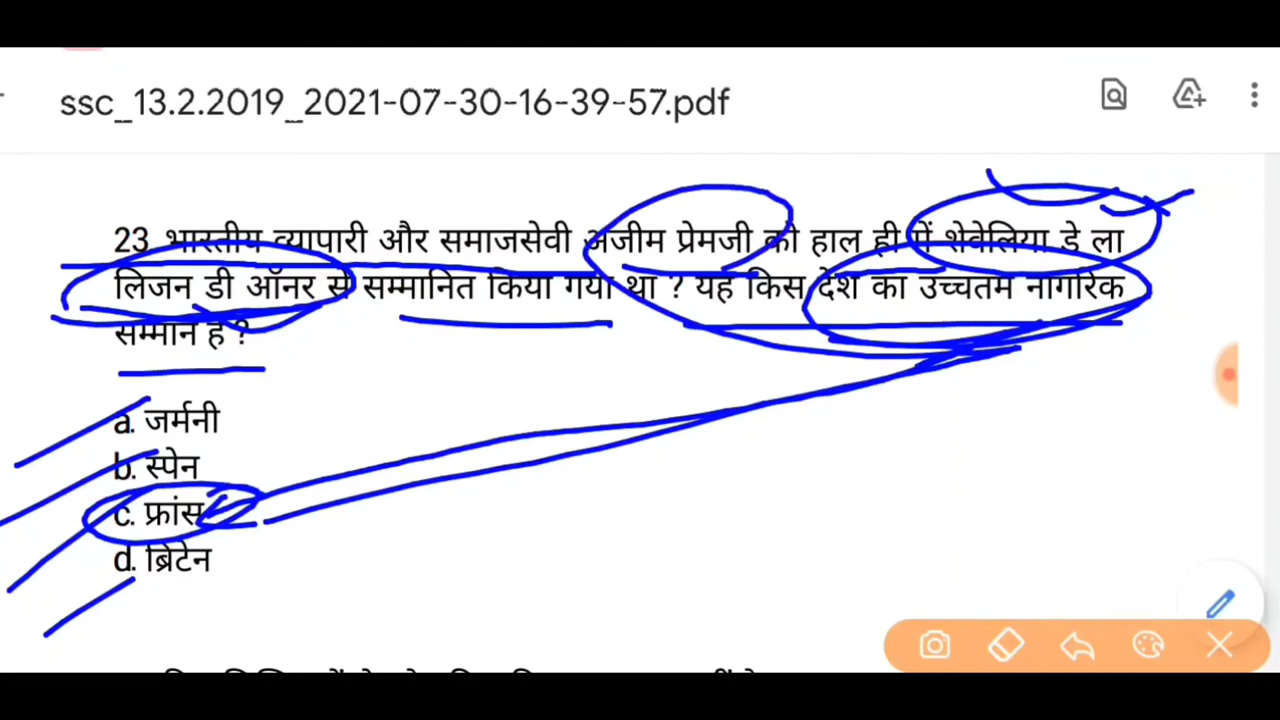 ssc_13.2.2019_2021-07-30-16-39-57.pdf
23. भारतीय व्यापारी और समाजसेवी अजीम प्रेमजी को हाल ही में शेवेलिया डे ला
लिजन डी ऑनर से सम्मानित किया गया था ? यह किस देश का उच्चतम नागरिक
सम्मान है ?
a. जर्मनी
b. स्पेन
c. फ्रांस
d. ब्रिटेन